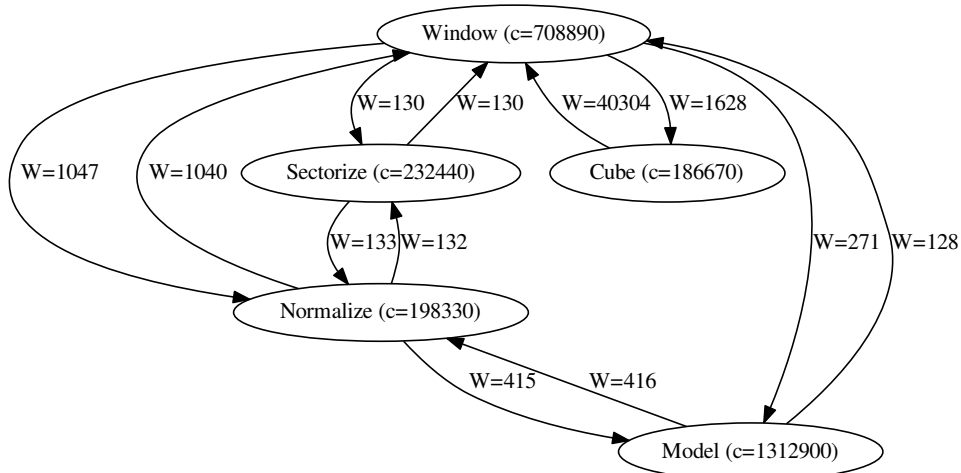 Window (c=708890)
W=130
W=130
W=40304
W=1628
W=1047
W=1040
Sectorize (c=232440)
Cube (c=186670)
W=133
W=132
W=271
W=128
Normalize (c=198330)
W=415
W=416
Model (c=1312900)